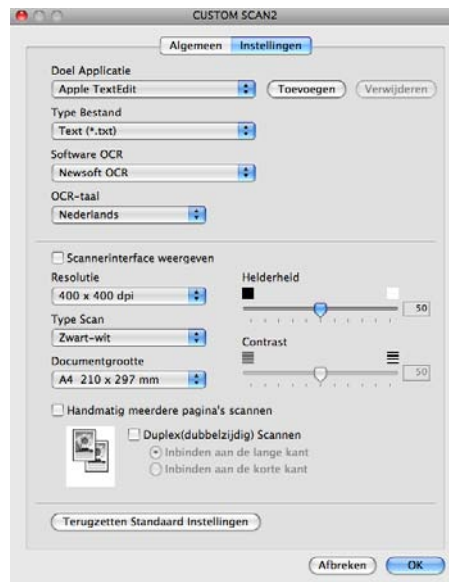 CUSTOM SCAN2
Algemeen Instellingen
Doel Applicatie
Apple TextEdit Toevoegen Verwijderen
Type Bestand
Text (*.txt)
Software OCR
Newsoft OCR
OCR-taal
Nederlands
Scannerinterface weergeven
Resolutie Helderheid
400 x 400 dpi 50
Type Scan
Zwart-wit Contrast
Documentgrootte
A4 210 x 297 mm 50
Handmatig meerdere pagina's scannen
Duplex(dubbelzijdig) Scannen
Inbinden aan de lange kant
Inbinden aan de korte kant
Terugzetten Standaard Instellingen
Afbreken OK